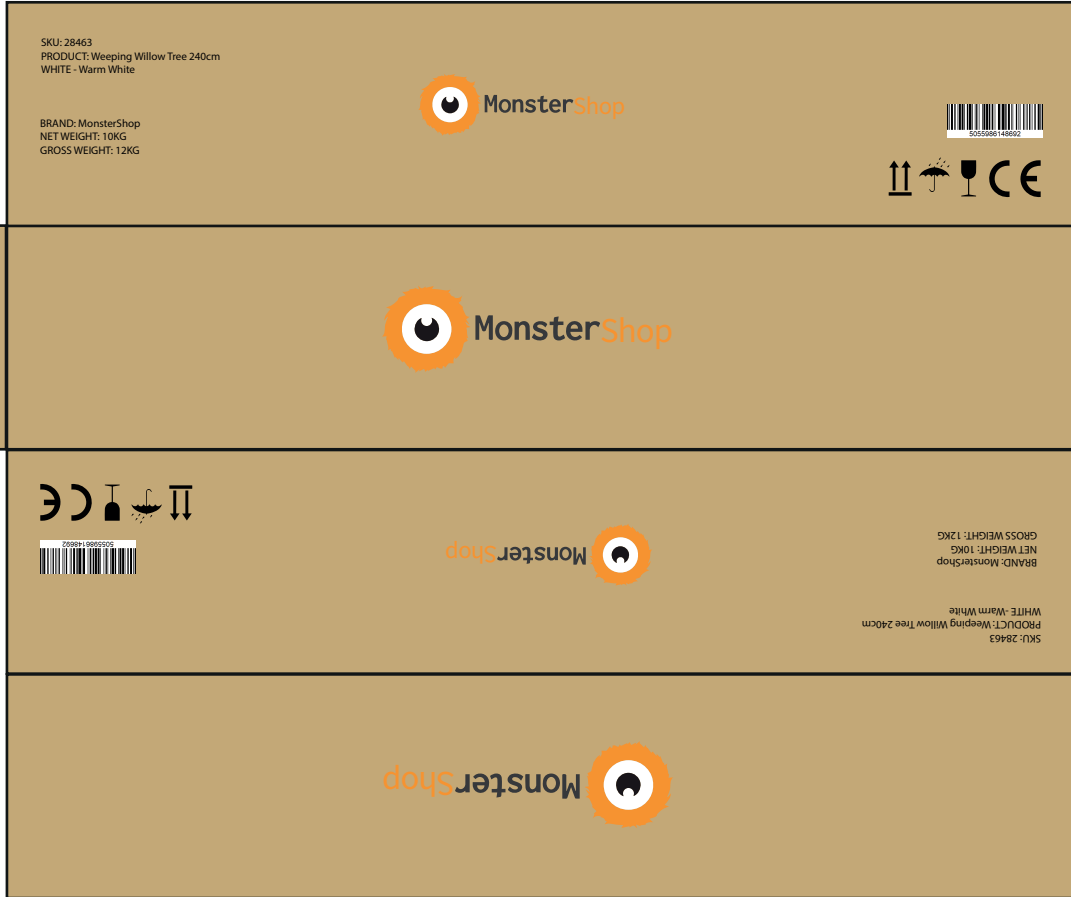 SKU: 28463
PRODUCT: Weeping Willow Tree 240cm
WHITE - Warm White
BRAND: MonsterShop
NET WEIGHT: 10KG
GROSS WEIGHT: 12KG
MonsterShop
5055986148692
CE
MonsterShop
SKU: 28463
PRODUCT: Weeping Willow Tree 240cm
WHITE - Warm White
BRAND: MonsterShop
NET WEIGHT: 10KG
GROSS WEIGHT: 12KG
MonsterShop
5055986148692
CE
MonsterShop